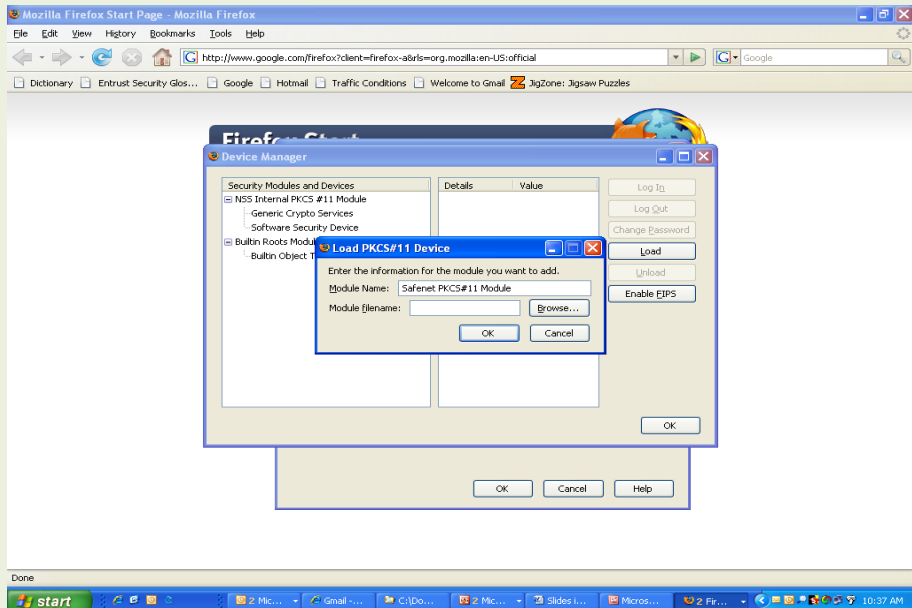 Mozilla Firefox Start Page - Mozilla Firefox
File Edit View History Bookmarks Tools Help
http://www.google.com/firefox?client=firefox-a&rls=org.mozilla:en-US:official
Google
Dictionary Entrust Security Glos... Google Hotmail Traffic Conditions Welcome to Gmail JigZone: Jigsaw Puzzles
Firefox Start
Device Manager
Security Modules and Devices Details Value
Log In
NSS Internal PKCS #11 Module
Generic Crypto Services
Log Out
Software Security Device
Change Password
Builtin Roots Modul
Builtin Object T
Load
Unload
Enable FIPS
Load PKCS#11 Device
Enter the information for the module you want to add.
Module Name: Safenet PKCS#11 Module
Module filename: Browse...
OK Cancel
OK
OK Cancel Help
Done
start 2 Mic... Gmail -... C:\Do... 2 Mic... Slides i... Micros... 2 Fir... 10:37 AM